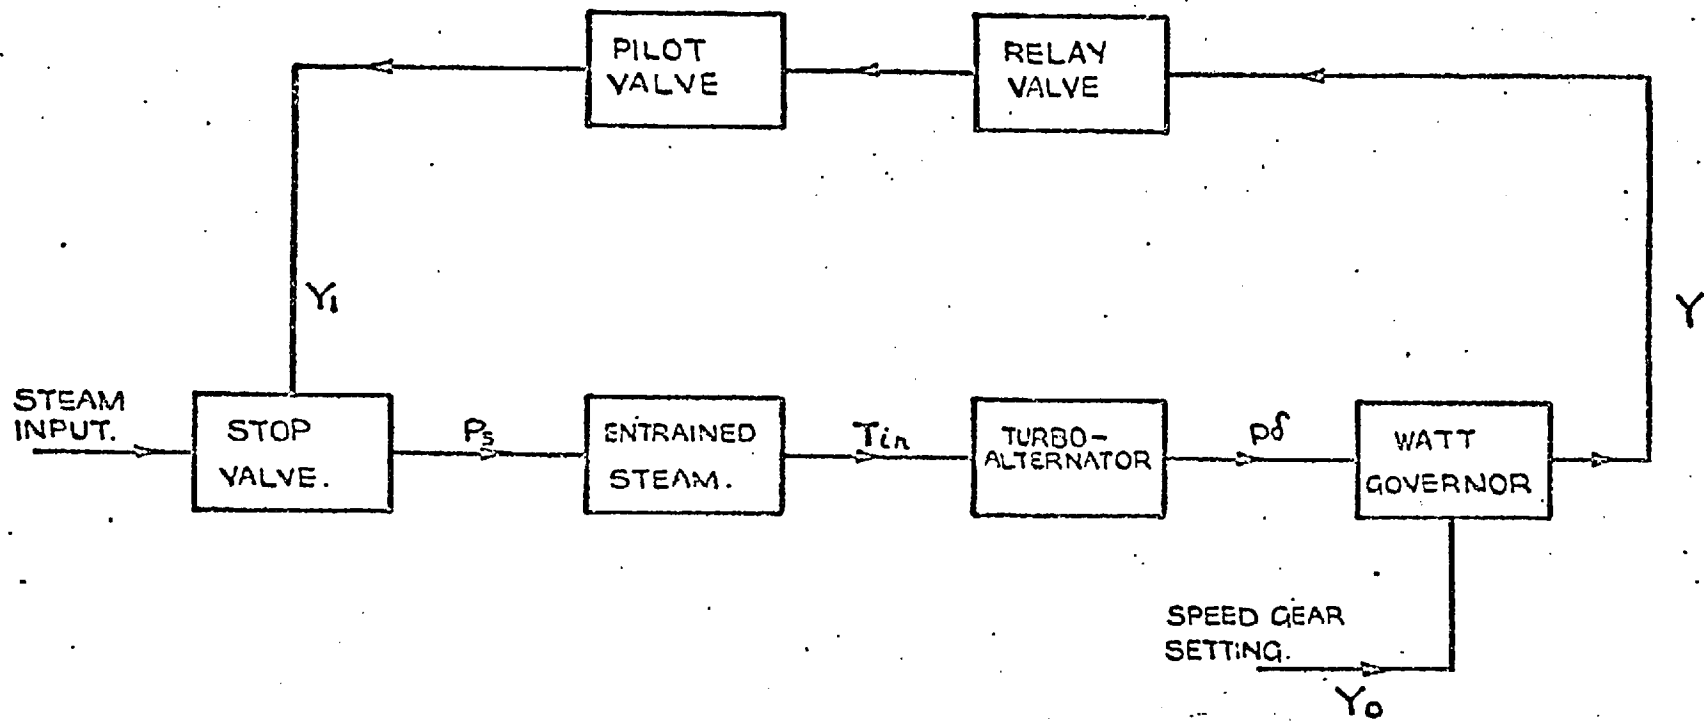 PILOT
VALVE
RELAY
VALVE
Y1
Y
STEAM
INPUT.
STOP
VALVE.
Ps
ENTRAINED
STEAM.
Tin
TURBO-
ALTERNATOR
pδ
WATT
GOVERNOR
SPEED GEAR
SETTING.
Yo